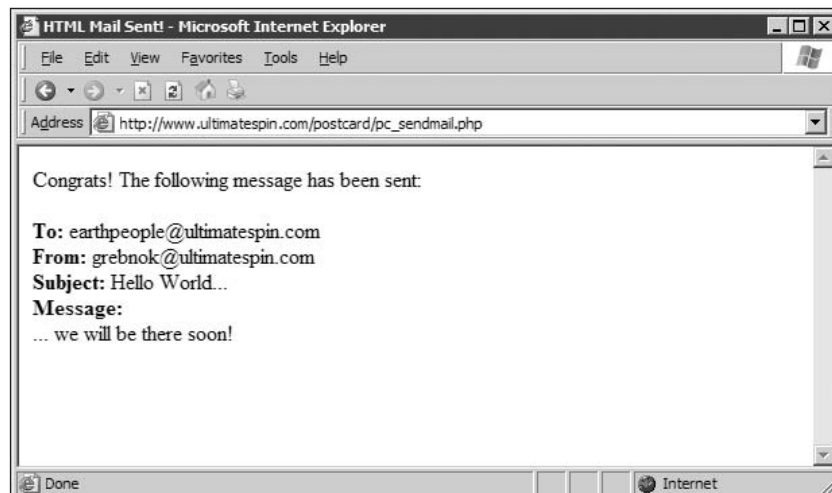 HTML Mail Sent! - Microsoft Internet Explorer
File Edit View Favorites Tools Help
Address http://www.ultimatespin.com/postcard/pc_sendmail.php
Congrats! The following message has been sent:
To: earthpeople@ultimatespin.com
From: grebnok@ultimatespin.com
Subject: Hello World...
Message:
... we will be there soon!
Done Internet